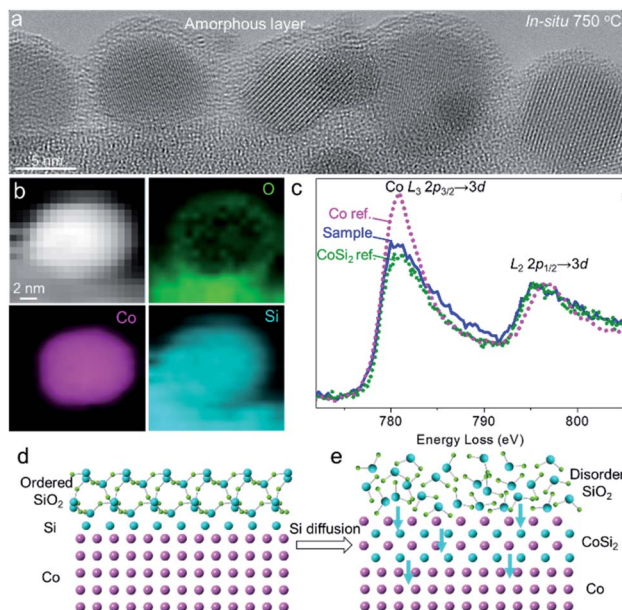 a
Amorphous layer
In-situ 750 °C
5 nm
b
O
2 nm
Co
Si
c
Co L₃ 2p₃/₂→3d
Co ref.
Sample
CoSi₂ ref.
L₂ 2p₁/₂→3d
780
790
800
Energy Loss (eV)
d
Ordered
SiO₂
Si
Co
Si diffusion
e
Disorder
SiO₂
CoSi₂
Co